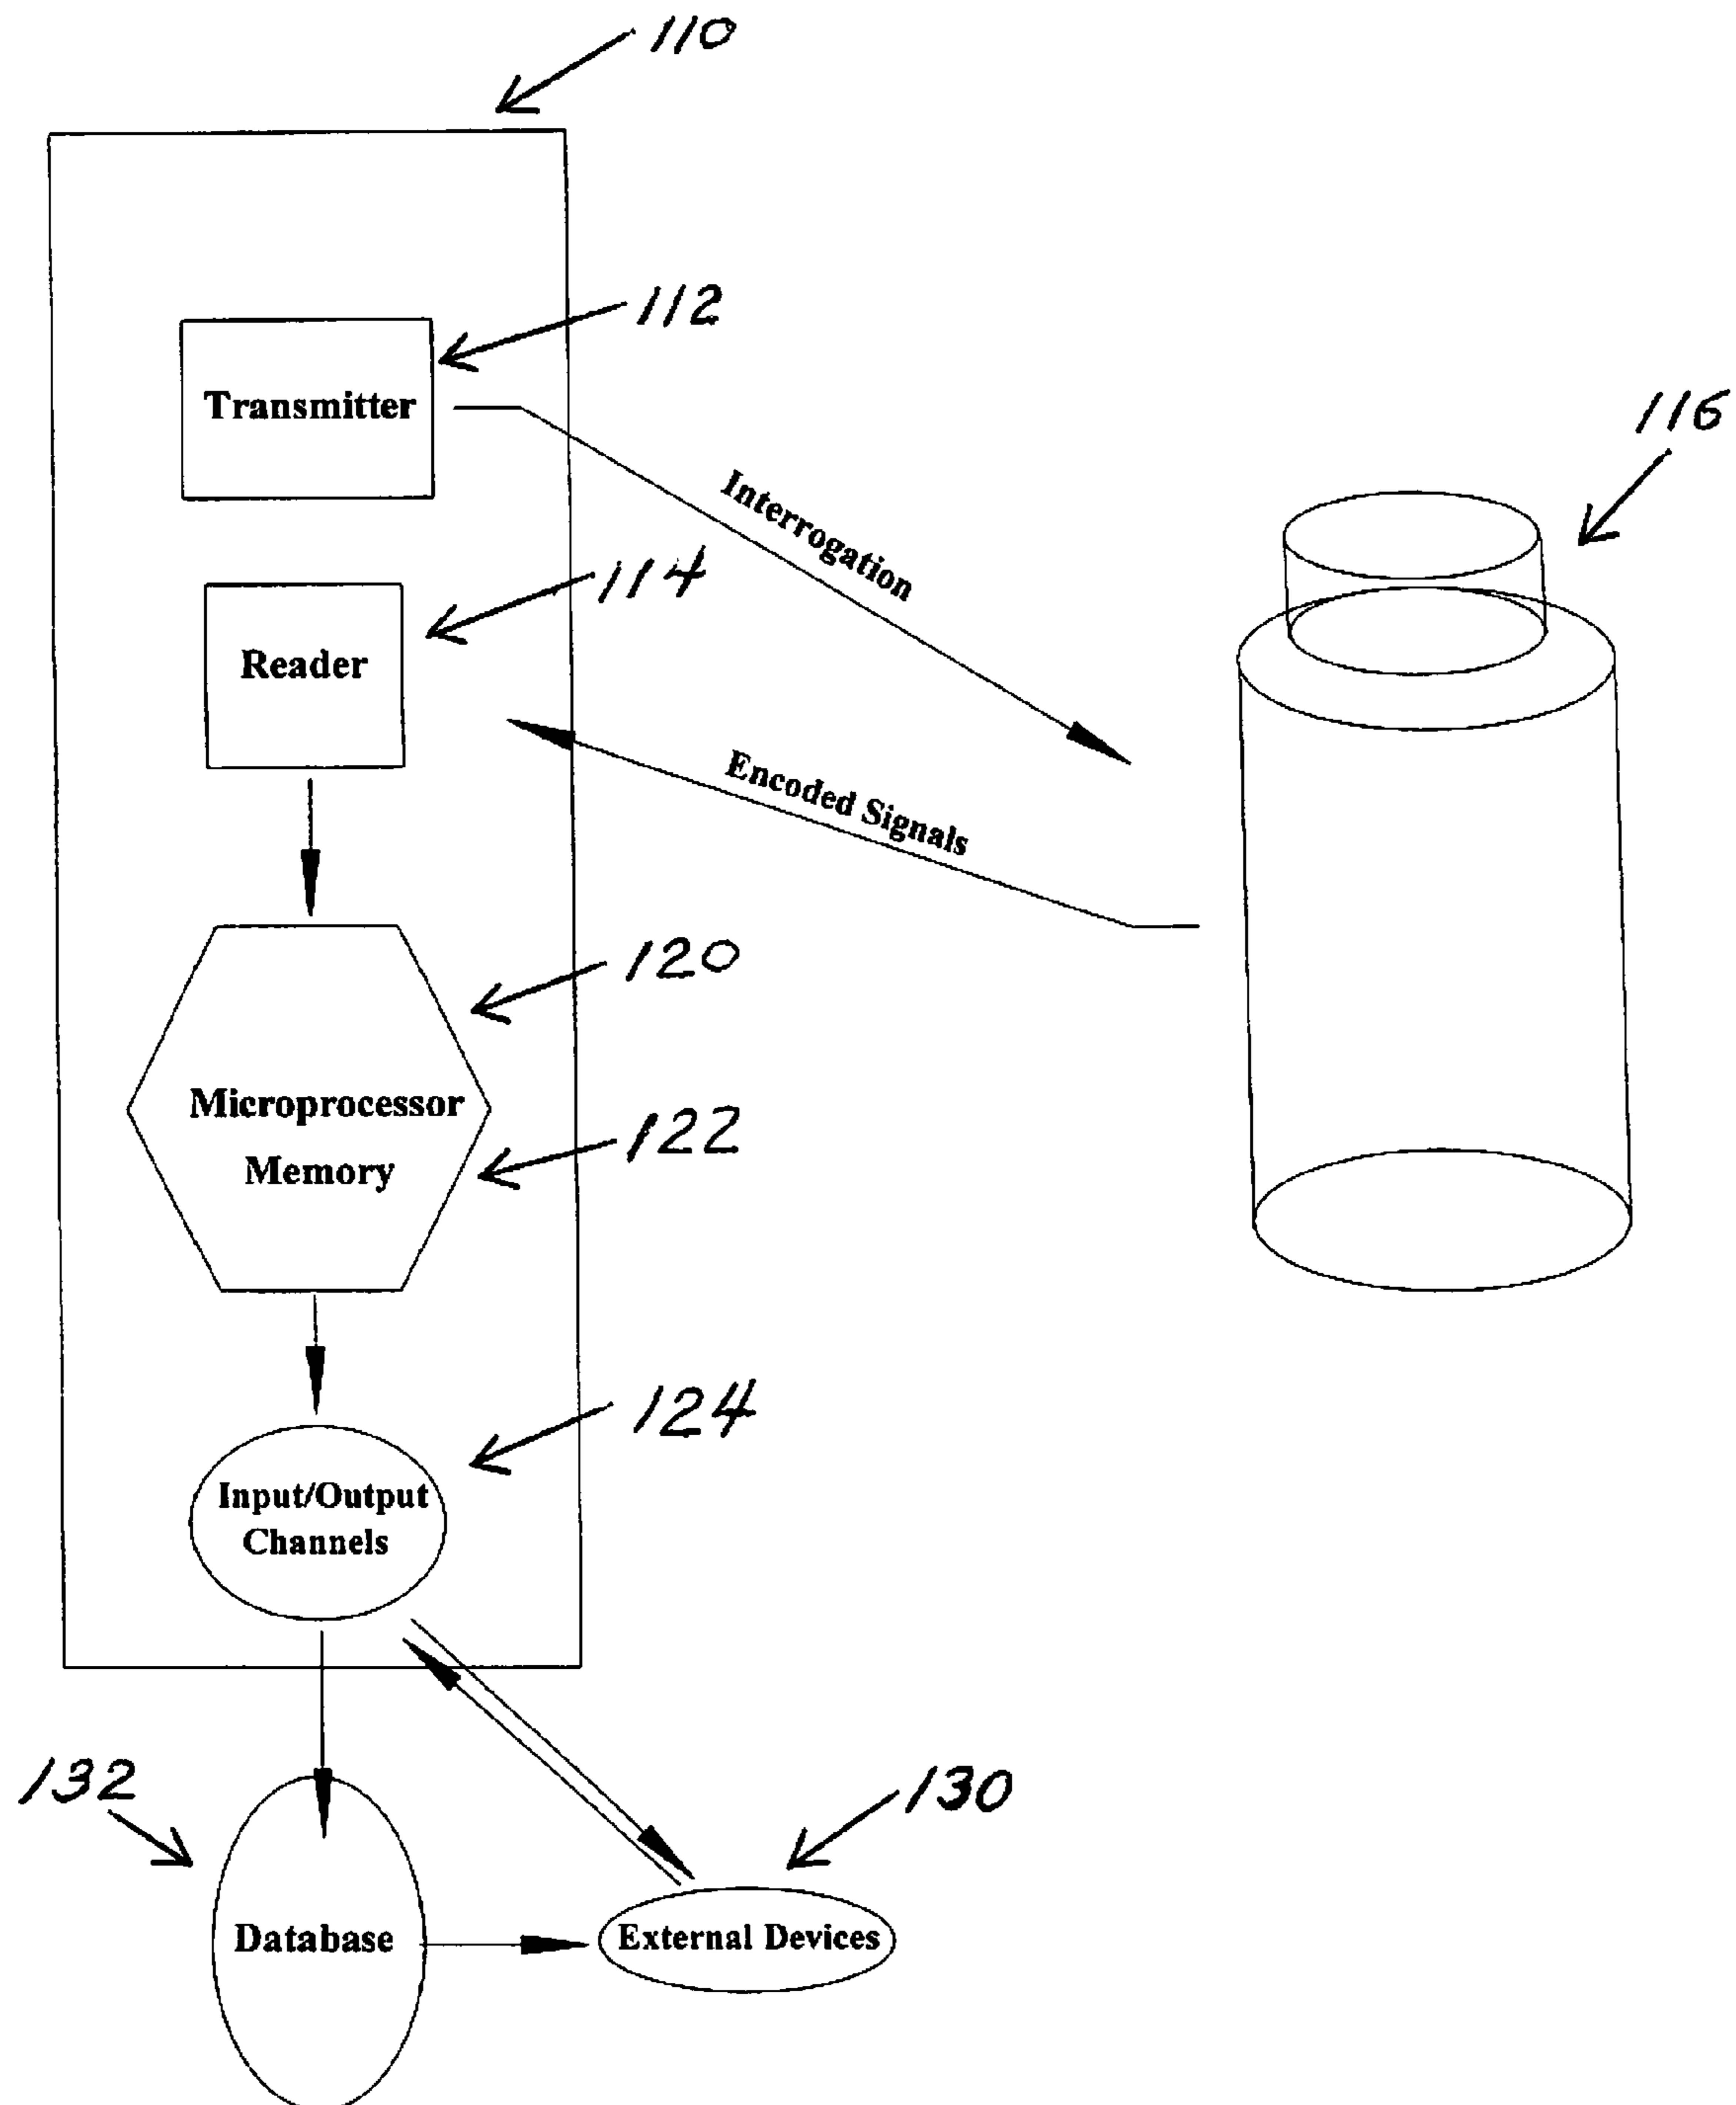 110
112
Transmitter
116
Interrogation
114
Reader
Encoded Signals
120
Microprocessor
122
Memory
124
Input/Output
Channels
132
130
Database
External Devices